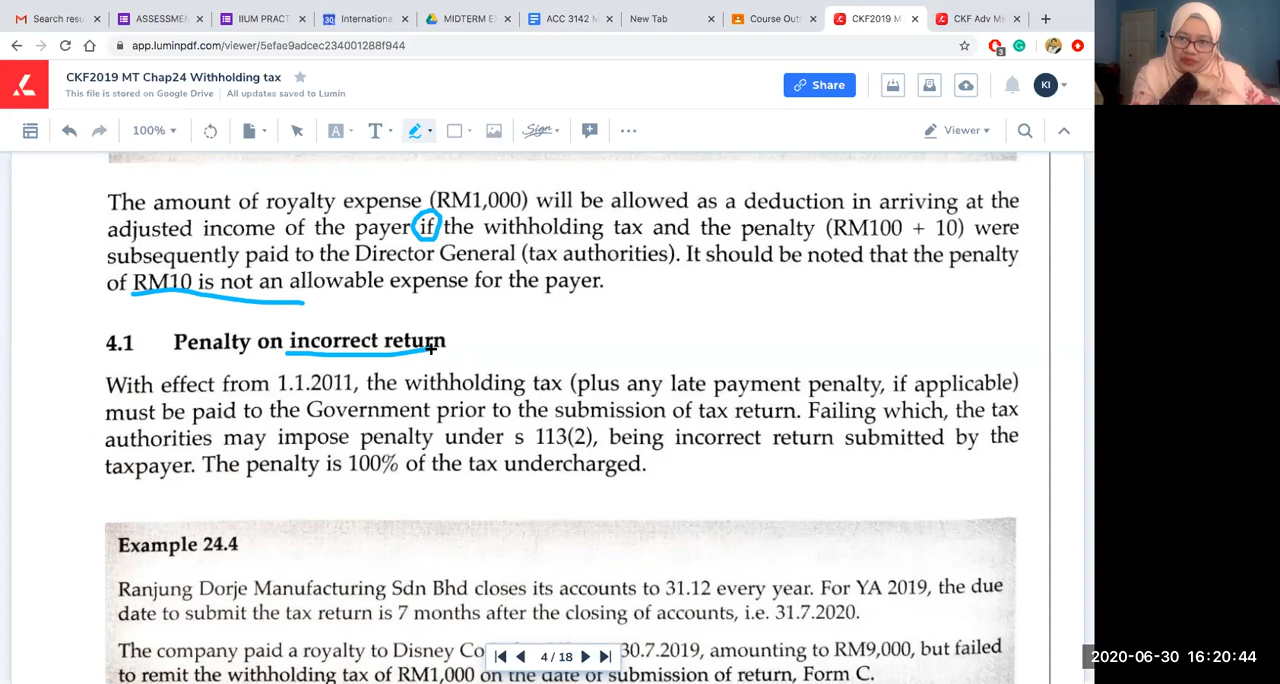 Search resu
ASSESSMEN
IIUM PRACT
Internationa
MIDTERM E
ACC 3142 M
New Tab
Course Outl
CKF2019 M
CKF Adv Ma
app.luminpdf.com/viewer/5efae9adcec234001288f944
CKF2019 MT Chap24 Withholding tax
This file is stored on Google Drive
All updates saved to Lumin
Share
KI
100%
A
T
Sign
Viewer
The amount of royalty expense (RM1,000) will be allowed as a deduction in arriving at the
adjusted income of the payer if the withholding tax and the penalty (RM100 + 10) were
subsequently paid to the Director General (tax authorities). It should be noted that the penalty
of RM10 is not an allowable expense for the payer.
4.1 Penalty on incorrect return
With effect from 1.1.2011, the withholding tax (plus any late payment penalty, if applicable)
must be paid to the Government prior to the submission of tax return. Failing which, the tax
authorities may impose penalty under s 113(2), being incorrect return submitted by the
taxpayer. The penalty is 100% of the tax undercharged.
Example 24.4
Ranjung Dorje Manufacturing Sdn Bhd closes its accounts to 31.12 every year. For YA 2019, the due
date to submit the tax return is 7 months after the closing of accounts, i.e. 31.7.2020.
The company paid a royalty to Disney Co 30.7.2019, amounting to RM9,000, but failed
4 / 18
to remit the withholding tax of RM1,000 on the date of submission of return, Form C.
2020-06-30 16:20:44